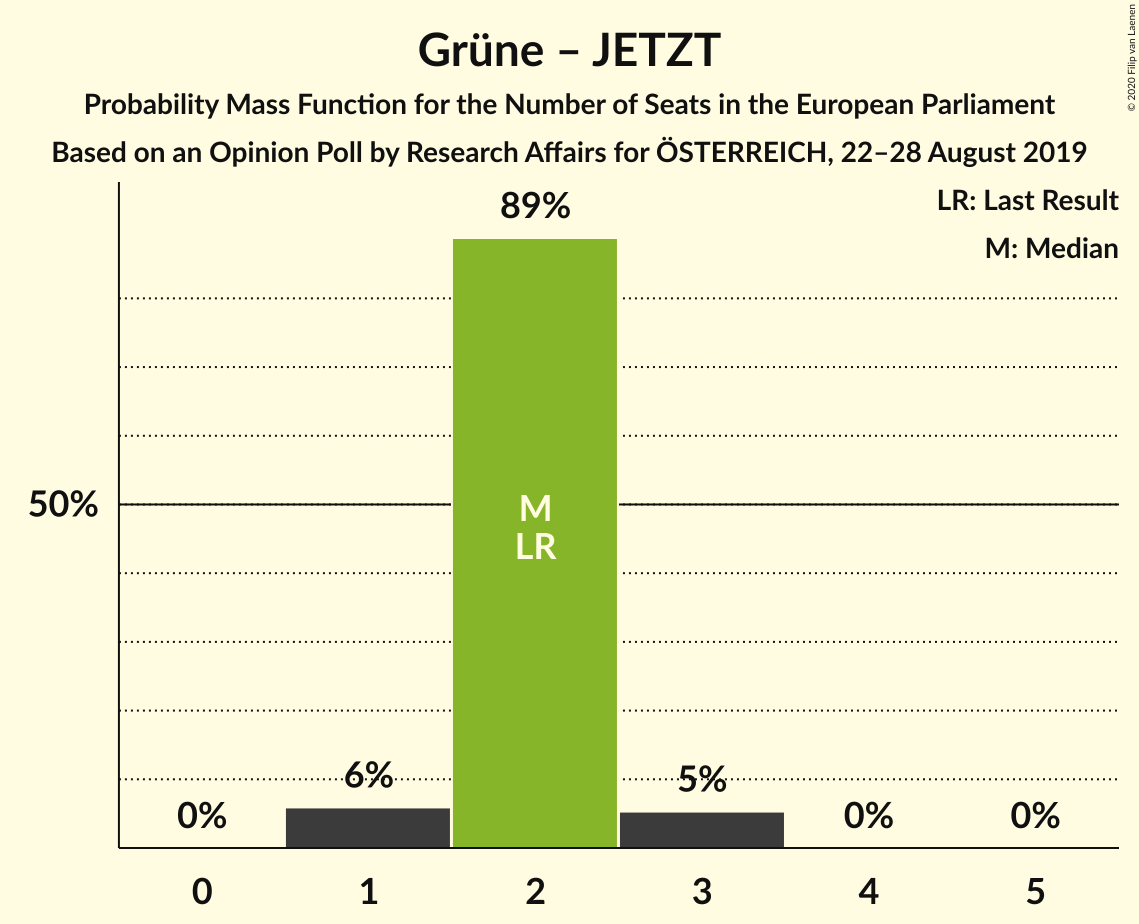 Grüne – JETZT
Probability Mass Function for the Number of Seats in the European Parliament
Based on an Opinion Poll by Research Affairs for ÖSTERREICH, 22–28 August 2019
© 2020 Filip van Laenen
LR: Last Result
M: Median
89%
50%
M
LR
6%
5%
0%
0%
0%
0
1
2
3
4
5